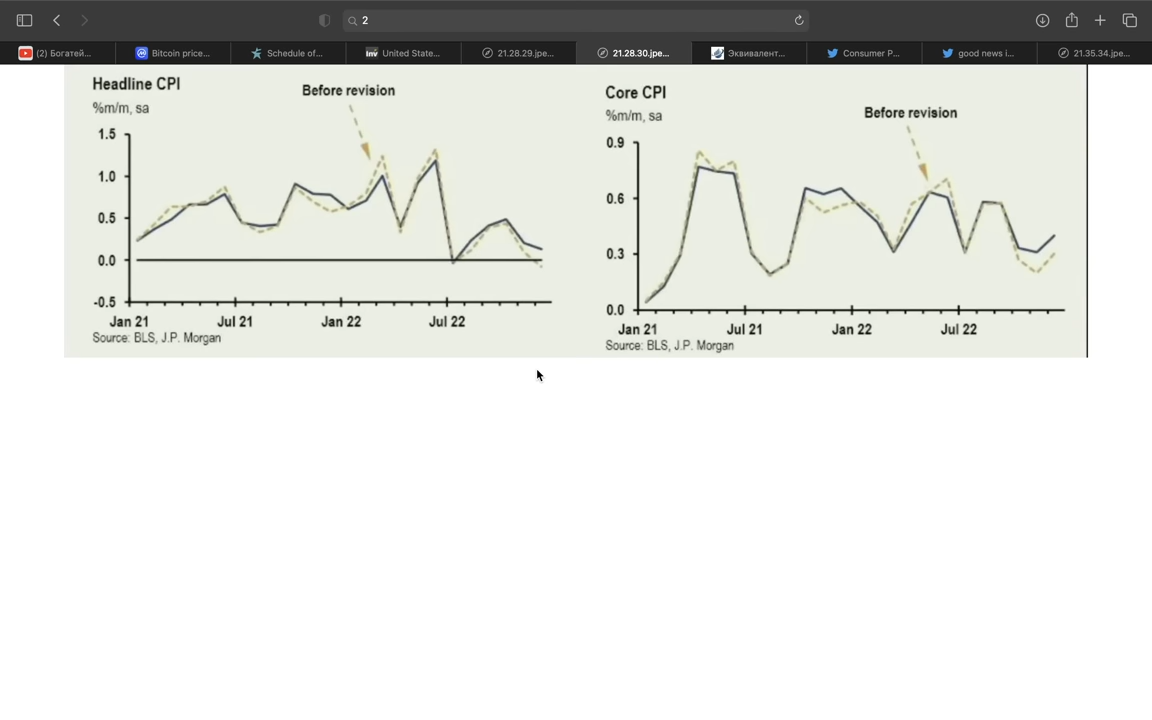 2
(2) Богатей...
Bitcoin price...
Schedule of...
Inv
United State...
21.28.29.jpe...
21.28.30.jpe...
Эквивалент...
Consumer P...
good news i...
21.35.34.jpe...
Headline CPI
%m/m, sa
Before revision
1.5
1.0
0.5
0.0
-0.5
Jan 21 Jul 21 Jan 22 Jul 22
Source: BLS, J.P. Morgan
Core CPI
%m/m, sa
Before revision
0.9
0.6
0.3
0.0
Jan 21 Jul 21 Jan 22 Jul 22
Source: BLS, J.P. Morgan